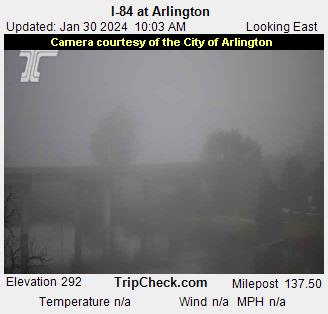 I-84 at Arlington
Updated: Jan 30 2024 10:03 AM Looking East
Camera courtesy of the City of Arlington
Elevation 292 TripCheck.com Milepost 137.50
Temperature n/a Wind n/a MPH n/a